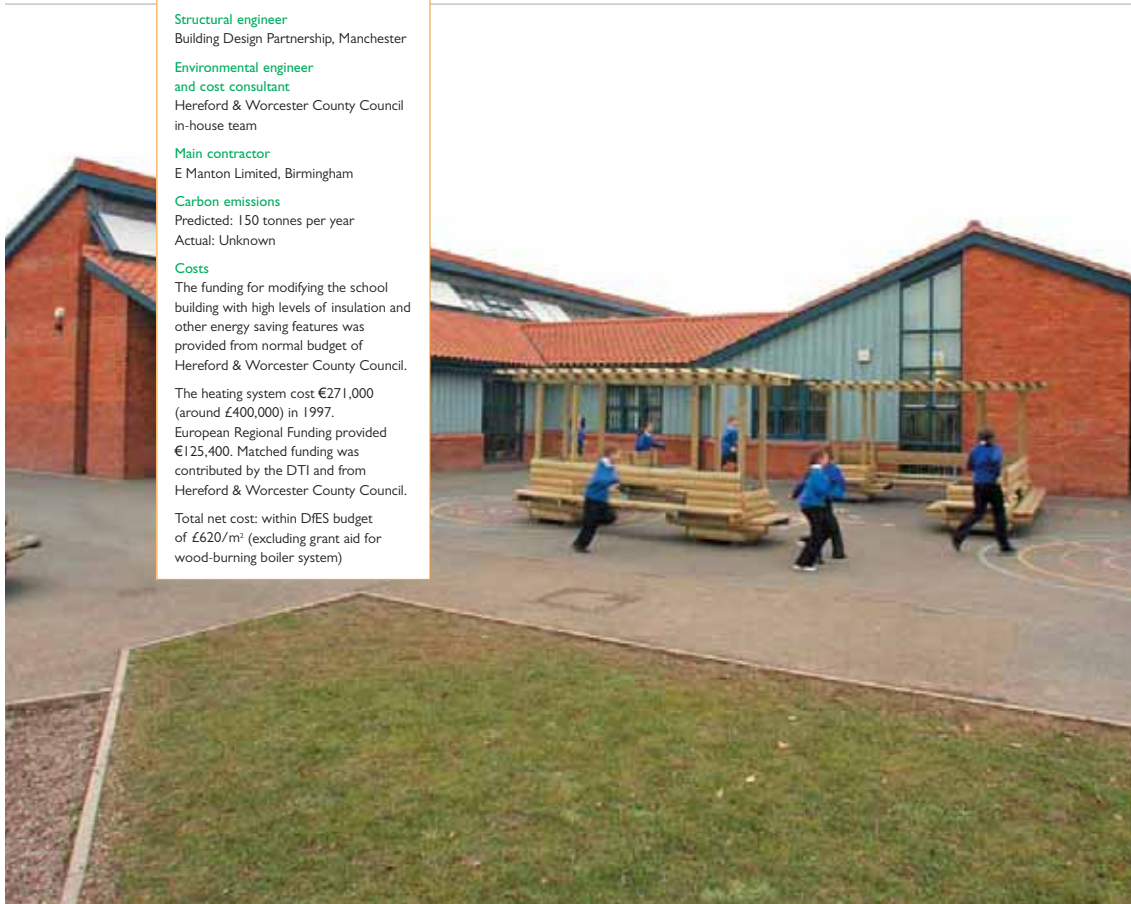 Structural engineer
Building Design Partnership, Manchester
Environmental engineer
and cost consultant
Hereford & Worcester County Council
in-house team
Main contractor
E Manton Limited, Birmingham
Carbon emissions
Predicted: 150 tonnes per year
Actual: Unknown
Costs
The funding for modifying the school
building with high levels of insulation and
other energy saving features was
provided from normal budget of
Hereford & Worcester County Council.
The heating system cost €271,000
(around £400,000) in 1997.
European Regional Funding provided
€125,400. Matched funding was
contributed by the DTI and from
Hereford & Worcester County Council.
Total net cost: within DfES budget
of £620/m² (excluding grant aid for
wood-burning boiler system)